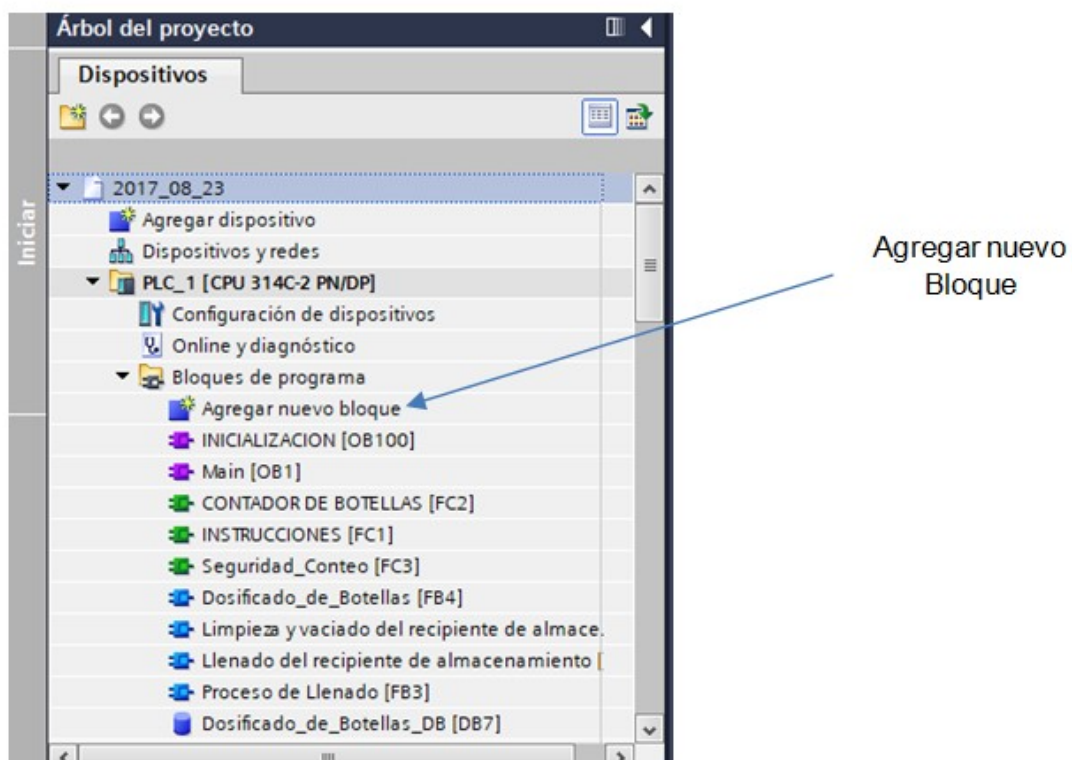 Árbol del proyecto
Dispositivos
Iniciar
2017_08_23
Agregar dispositivo
Dispositivos y redes
PLC_1 [CPU 314C-2 PN/DP]
Configuración de dispositivos
Online y diagnóstico
Bloques de programa
Agregar nuevo bloque
INICIALIZACION [OB100]
Main [OB1]
CONTADOR DE BOTELLAS [FC2]
INSTRUCCIONES [FC1]
Seguridad_Conteo [FC3]
Dosificado_de_Botellas [FB4]
Limpieza y vaciado del recipiente de almace.
Llenado del recipiente de almacenamiento [
Proceso de Llenado [FB3]
Dosificado_de_Botellas_DB [DB7]
Agregar nuevo
Bloque